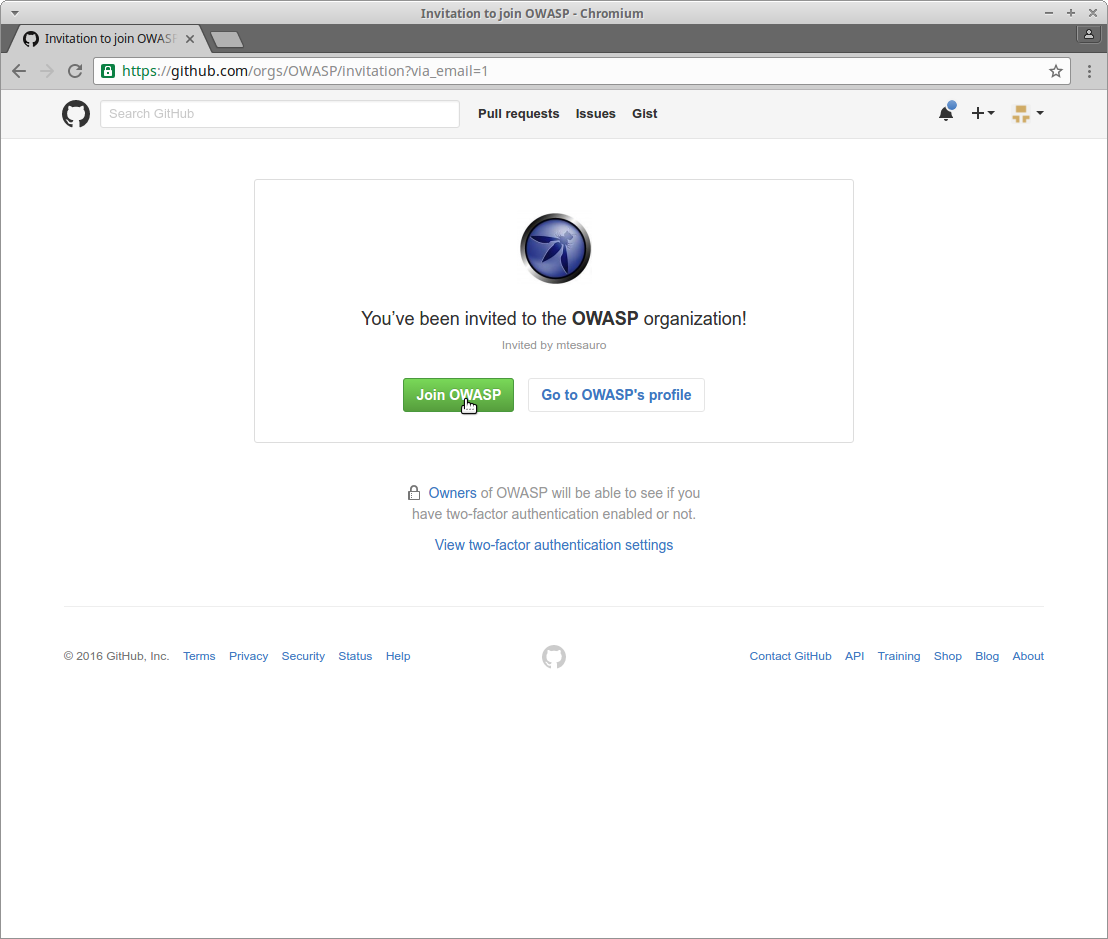 Invitation to join OWASP - Chromium
Invitation to join OWASP
https://github.com/orgs/OWASP/invitation?via_email=1
Search GitHub Pull requests Issues Gist
You’ve been invited to the OWASP organization!
Invited by mtesauro
Join OWASP Go to OWASP's profile
Owners of OWASP will be able to see if you
have two-factor authentication enabled or not.
View two-factor authentication settings
© 2016 GitHub, Inc. Terms Privacy Security Status Help Contact GitHub API Training Shop Blog About